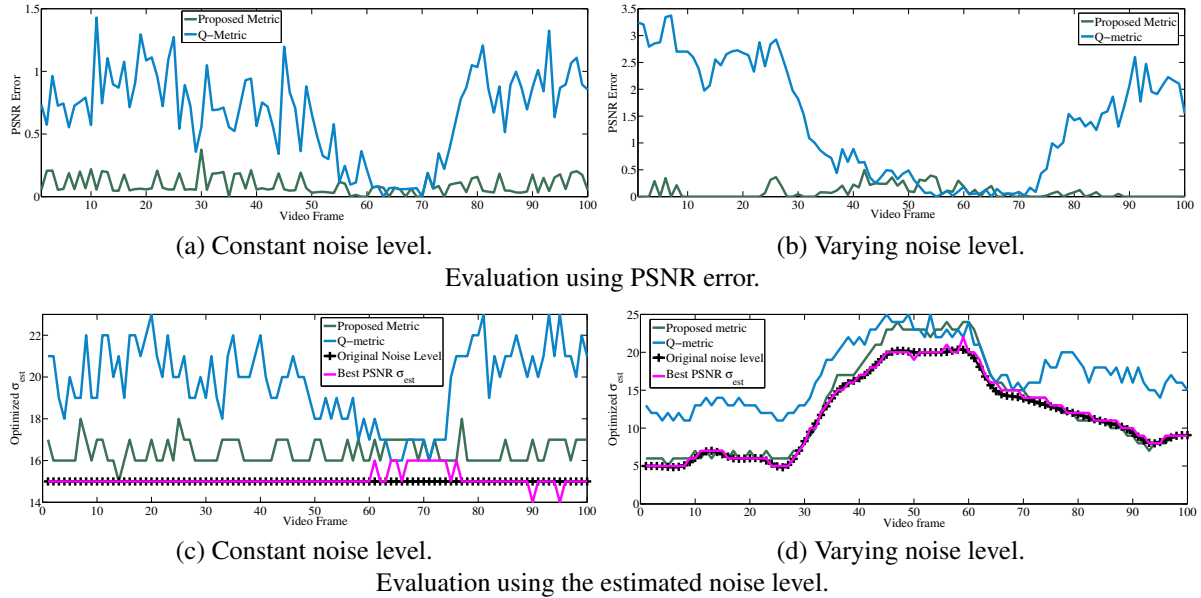 1.5
1
0.5
0
PSNR Error
Proposed Metric
Q−Metric
10 20 30 40 50 60 70 80 90 100
Video Frame
(a) Constant noise level.
3.5
3
2.5
2
1.5
1
0.5
0
PSNR Error
Proposed Metric
Q−Metric
10 20 30 40 50 60 70 80 90 100
Video Frame
(b) Varying noise level.
Evaluation using PSNR error.
22
20
18
16
14
Optimized σest
Proposed Metric
Q−metric
Original Noise Level
Best PSNR σest
0 10 20 30 40 50 60 70 80 90 100
Video Frame
(c) Constant noise level.
25
20
15
10
5
0
Optimized σest
Proposed metric
Q−metric
Original noise level
Best PSNR σest
0 10 20 30 40 50 60 70 80 90 100
Video frame
(d) Varying noise level.
Evaluation using the estimated noise level.